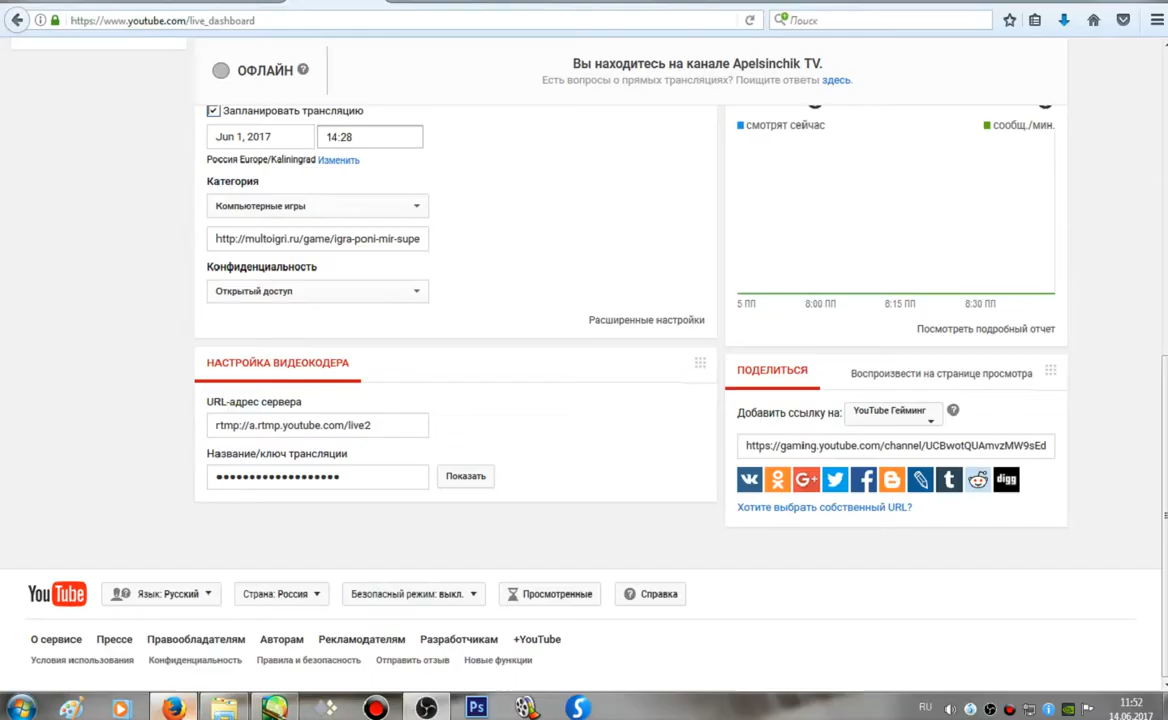 https://www.youtube.com/live_dashboard
Поиск
ОФЛАЙН
Вы находитесь на канале Apelsinchik TV.
Есть вопросы о прямых трансляциях? Поищите ответы здесь.
Запланировать трансляцию
Jun 1, 2017
14:28
Россия Europe/Kaliningrad Изменить
Категория
Компьютерные игры
http://multoigri.ru/game/igra-poni-mir-supe
Конфиденциальность
Открытый доступ
Расширенные настройки
смотрят сейчас
сообщ./мин.
5 ПП 8:00 ПП 8:15 ПП 8:30 ПП
Посмотреть подробный отчет
НАСТРОЙКА ВИДЕОКОДЕРА
URL-адрес сервера
rtmp://a.rtmp.youtube.com/live2
Название/ключ трансляции
•••••••••••••••••••
Показать
ПОДЕЛИТЬСЯ
Воспроизвести на странице просмотра
Добавить ссылку на: YouTube Гейминг
https://gaming.youtube.com/channel/UCBwotQUAmvzMW9sEd
digg
Хотите выбрать собственный URL?
YouTube
Язык: Русский
Страна: Россия
Безопасный режим: выкл.
Просмотренные
Справка
О сервисе Прессе Правообладателям Авторам Рекламодателям Разработчикам +YouTube
Условия использования Конфиденциальность Правила и безопасность Отправить отзыв Новые функции
Ps
RU
11:52
14.06.2017